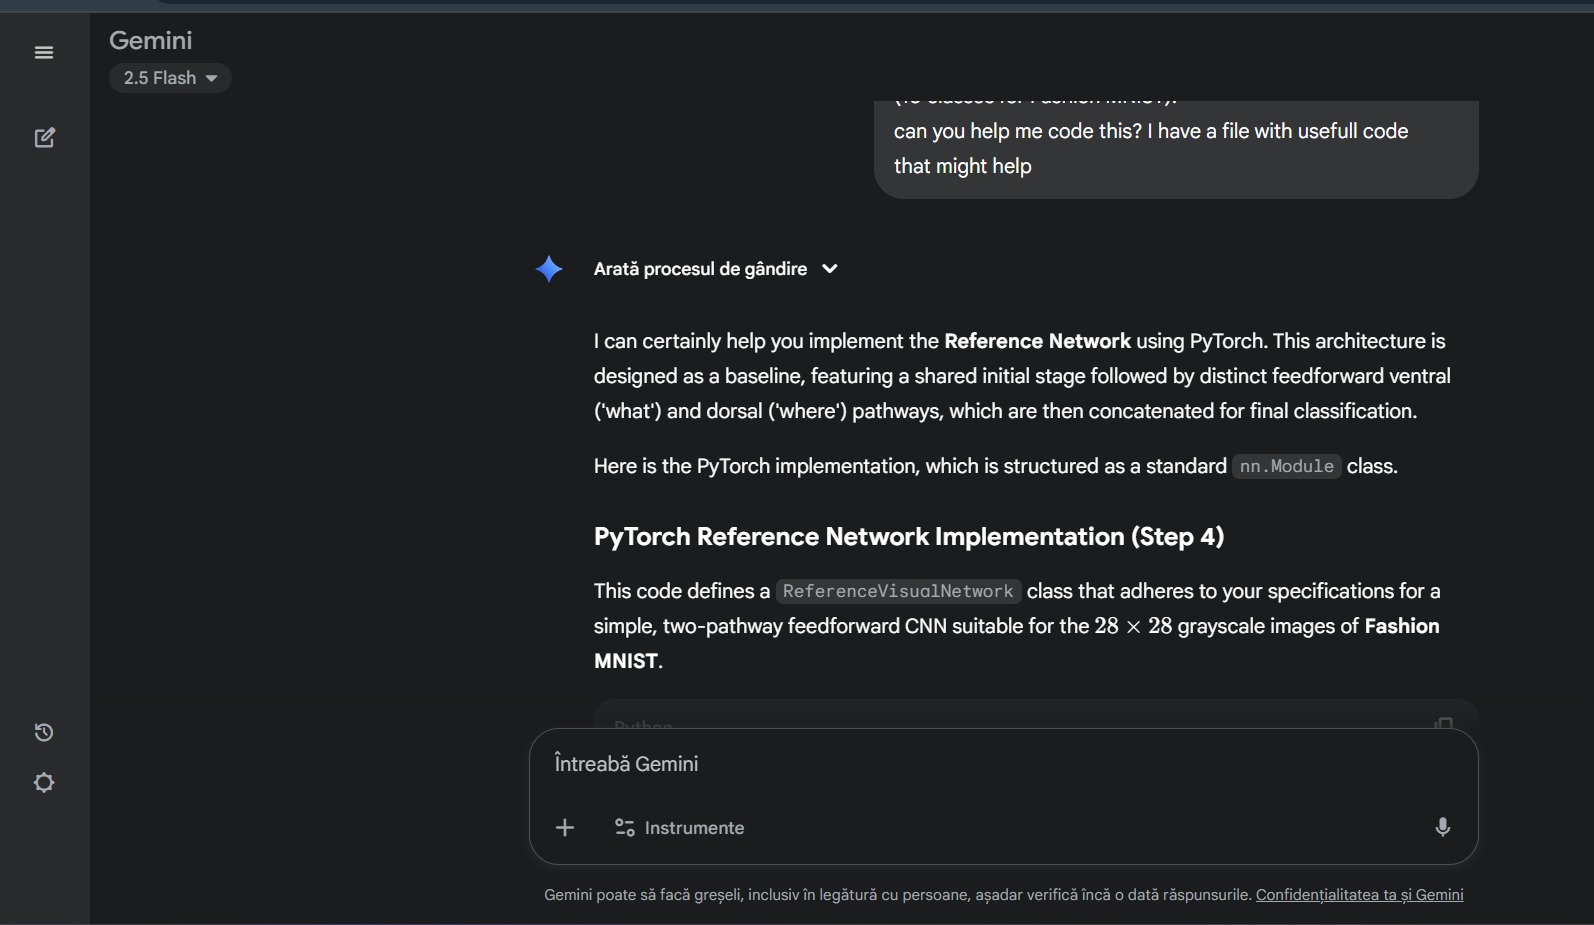 Gemini
2.5 Flash
(10 classes for Fashion MNIST).
can you help me code this? I have a file with usefull code
that might help
Arată procesul de gândire
I can certainly help you implement the Reference Network using PyTorch. This architecture is
designed as a baseline, featuring a shared initial stage followed by distinct feedforward ventral
('what') and dorsal ('where') pathways, which are then concatenated for final classification.
Here is the PyTorch implementation, which is structured as a standard nn.Module class.
PyTorch Reference Network Implementation (Step 4)
This code defines a ReferenceVisualNetwork class that adheres to your specifications for a
simple, two-pathway feedforward CNN suitable for the 28 × 28 grayscale images of Fashion
MNIST.
Python
Întreabă Gemini
Instrumente
Gemini poate să facă greșeli, inclusiv în legătură cu persoane, așadar verifică încă o dată răspunsurile. Confidențialitatea ta și Gemini